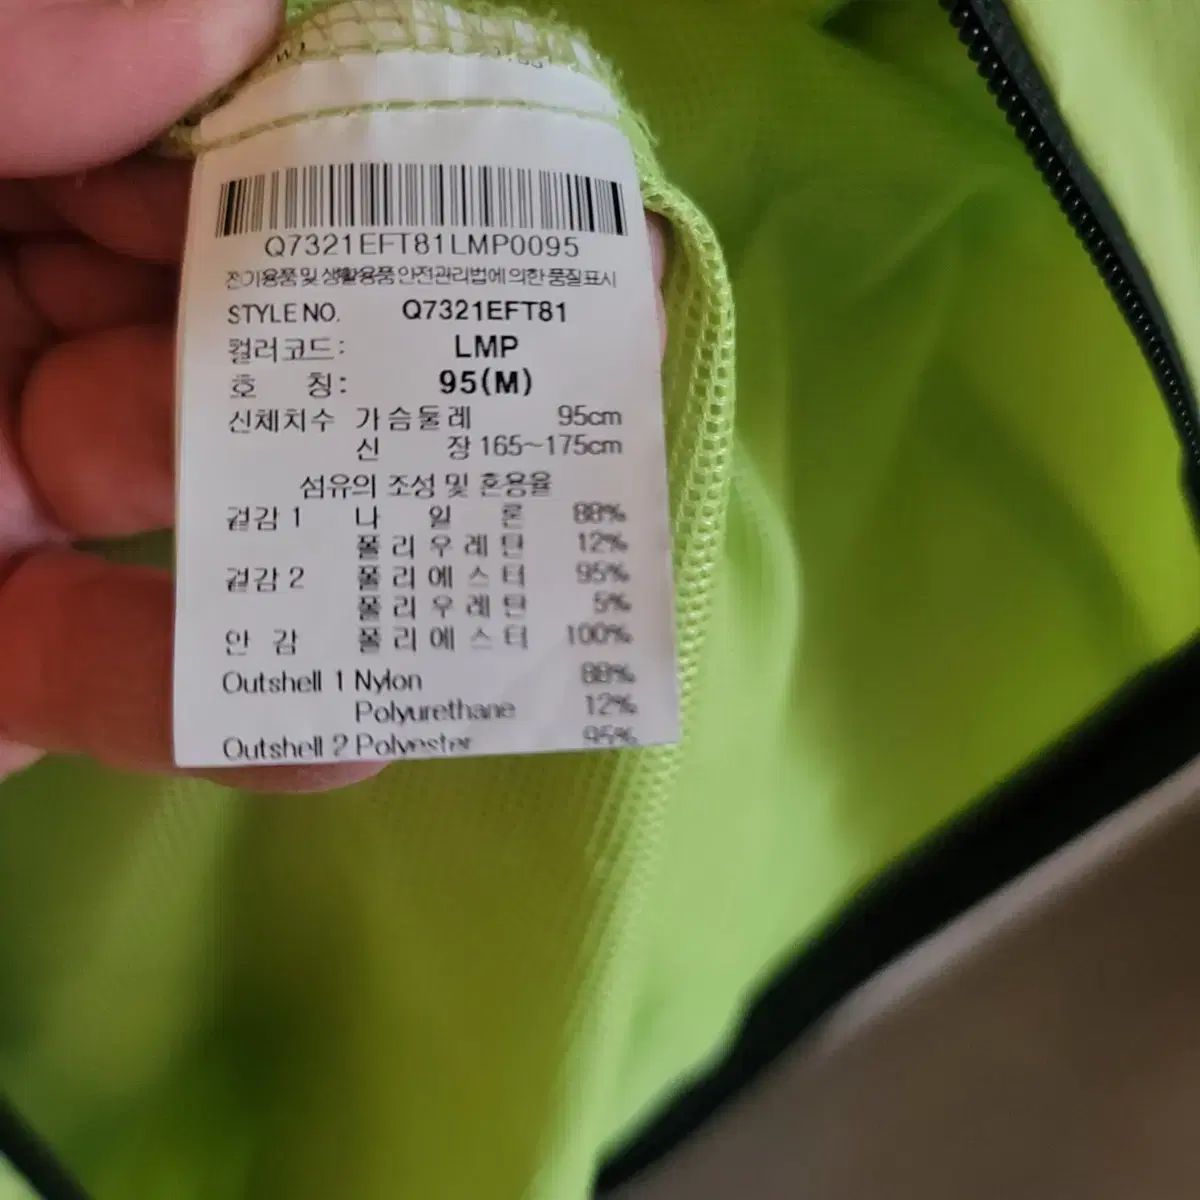 Q7321EFT81LMP0095
전기용품 및 생활용품 안전관리법에 의한 품질표시
STYLE NO. Q7321EFT81
컬러코드: LMP
호 칭: 95(M)
신체치수 가슴둘레 95cm
신 장 165~175cm
섬유의 조성 및 혼용율
겉감 1 나 일 론 88%
폴리우레탄 12%
겉감 2 폴리에스터 95%
폴리우레탄 5%
안 감 폴리에스터 100%
Outshell 1 Nylon 88%
Polyurethane 12%
Outshell 2 Polyester 95%